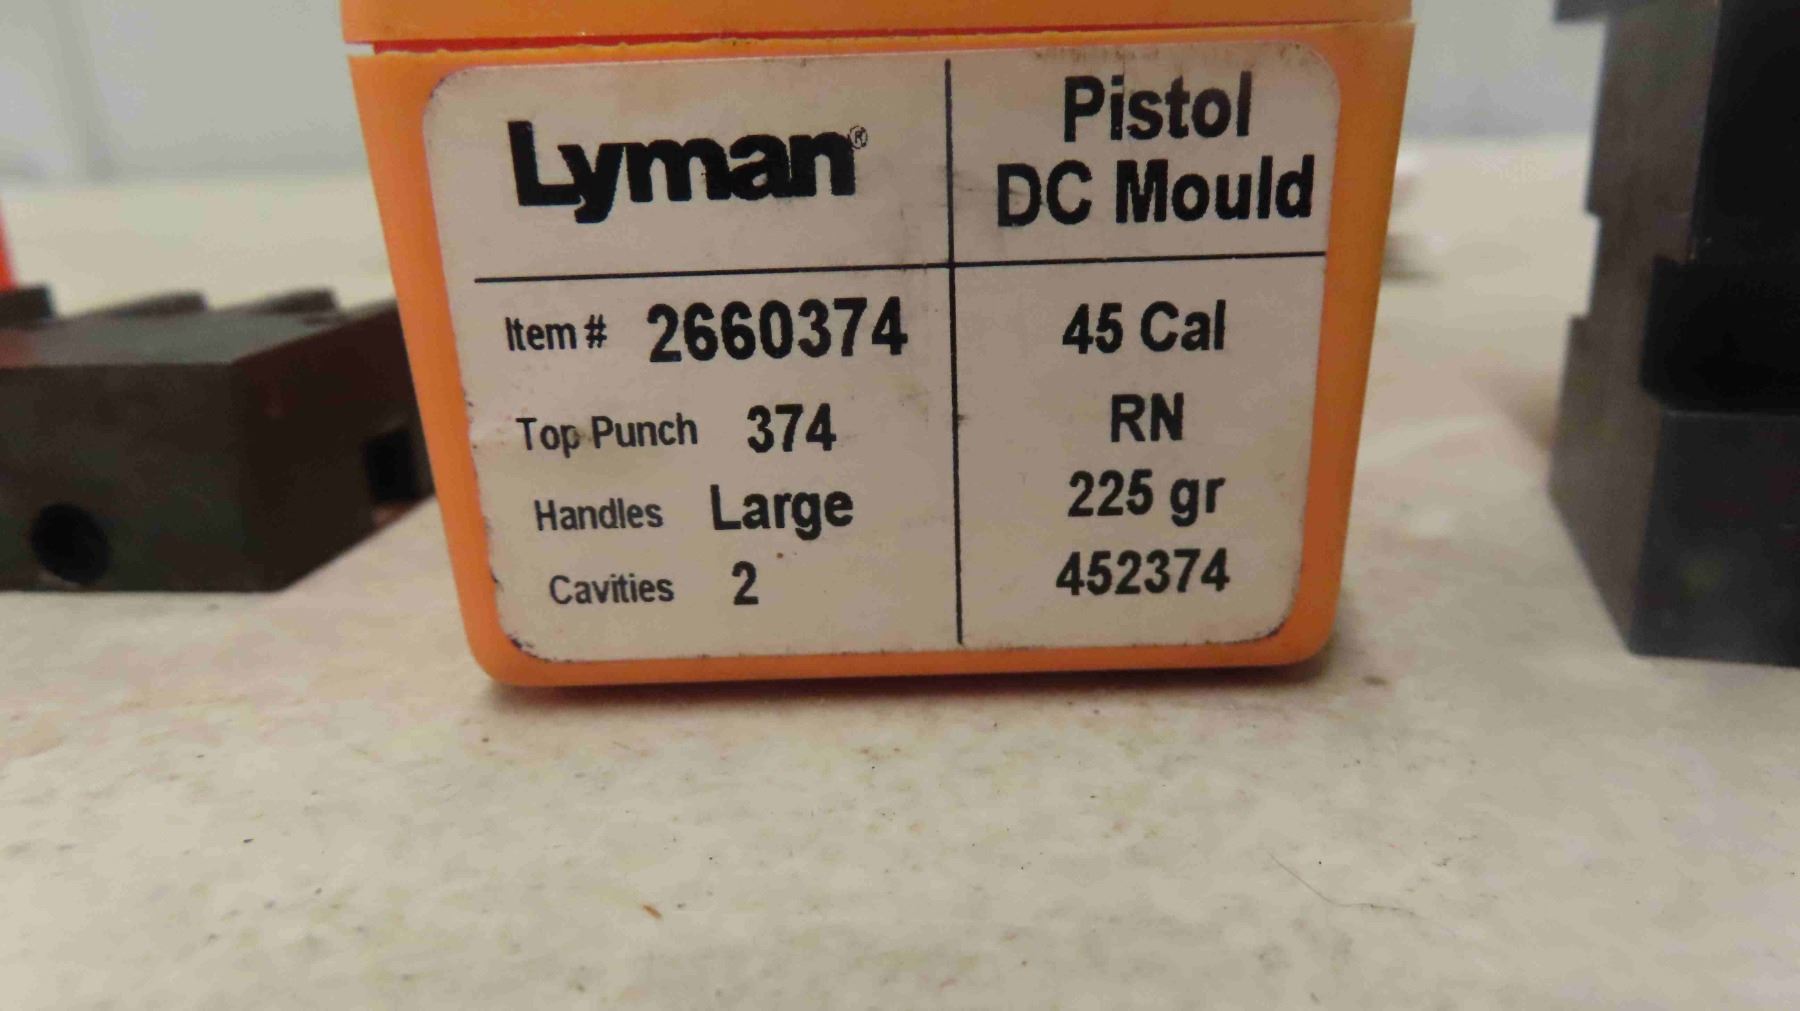 Lyman®
Pistol
DC Mould
Item # 2660374
Top Punch 374
Handles Large
Cavities 2
45 Cal
RN
225 gr
452374